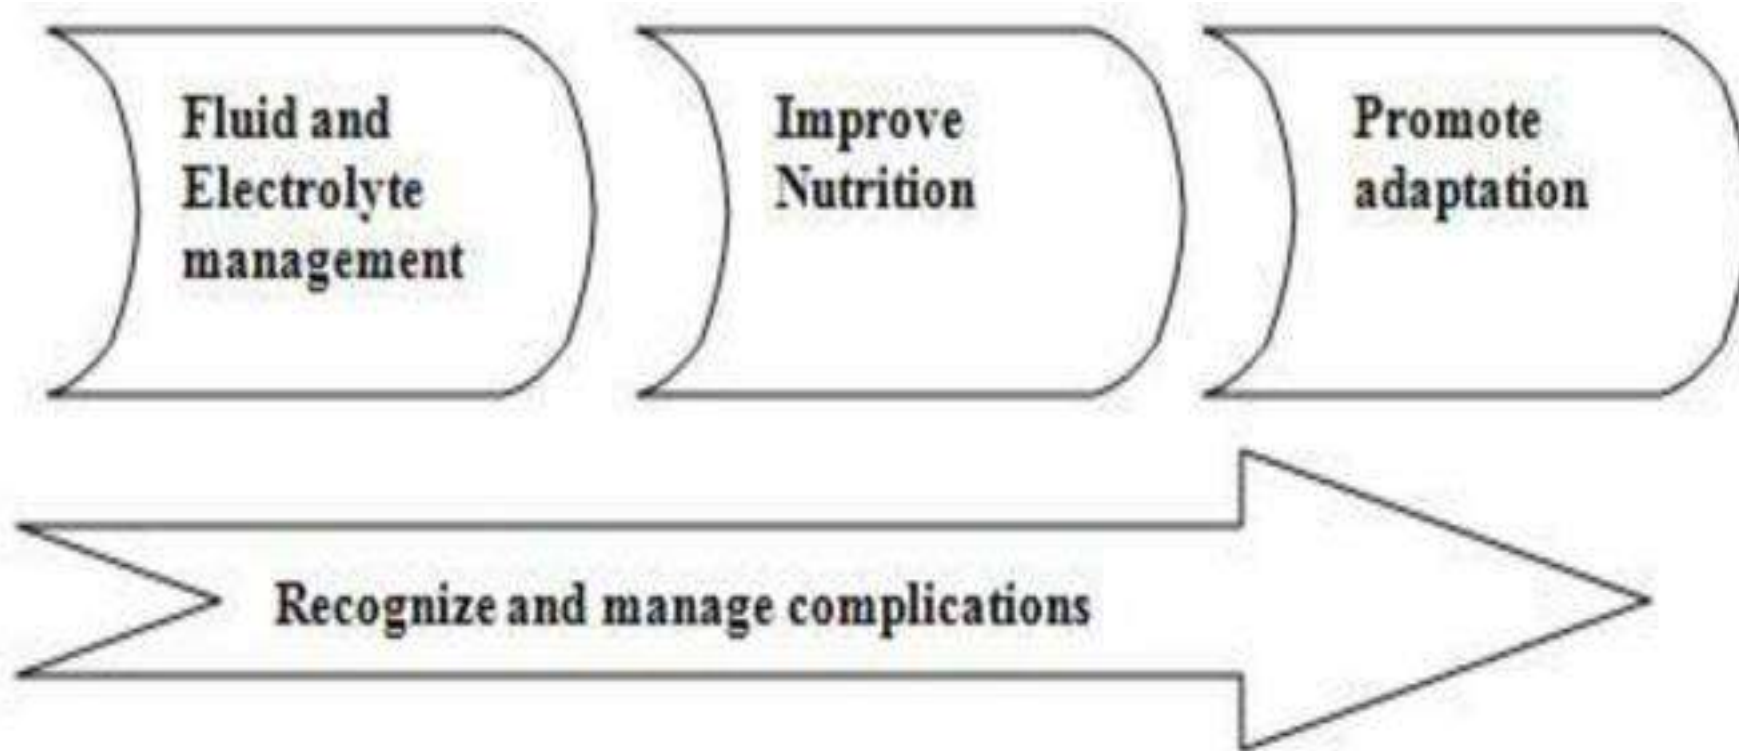 Fluid and
Electrolyte
management
Improve
Nutrition
Promote
adaptation
Recognize and manage complications